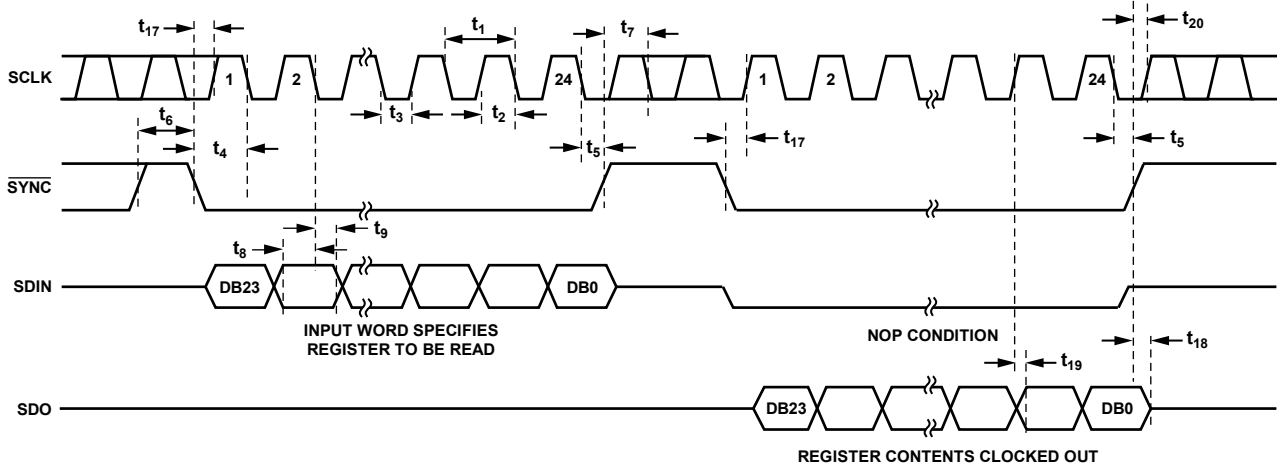 t17 t1 t7 t20
SCLK 1 2 24 1 2 24
t6 t3 t2
t4 t5 t17 t5
SYNC
t9
t8
SDIN DB23 DB0
INPUT WORD SPECIFIES
REGISTER TO BE READ
NOP CONDITION
t18
t19
SDO DB23 DB0
REGISTER CONTENTS CLOCKED OUT